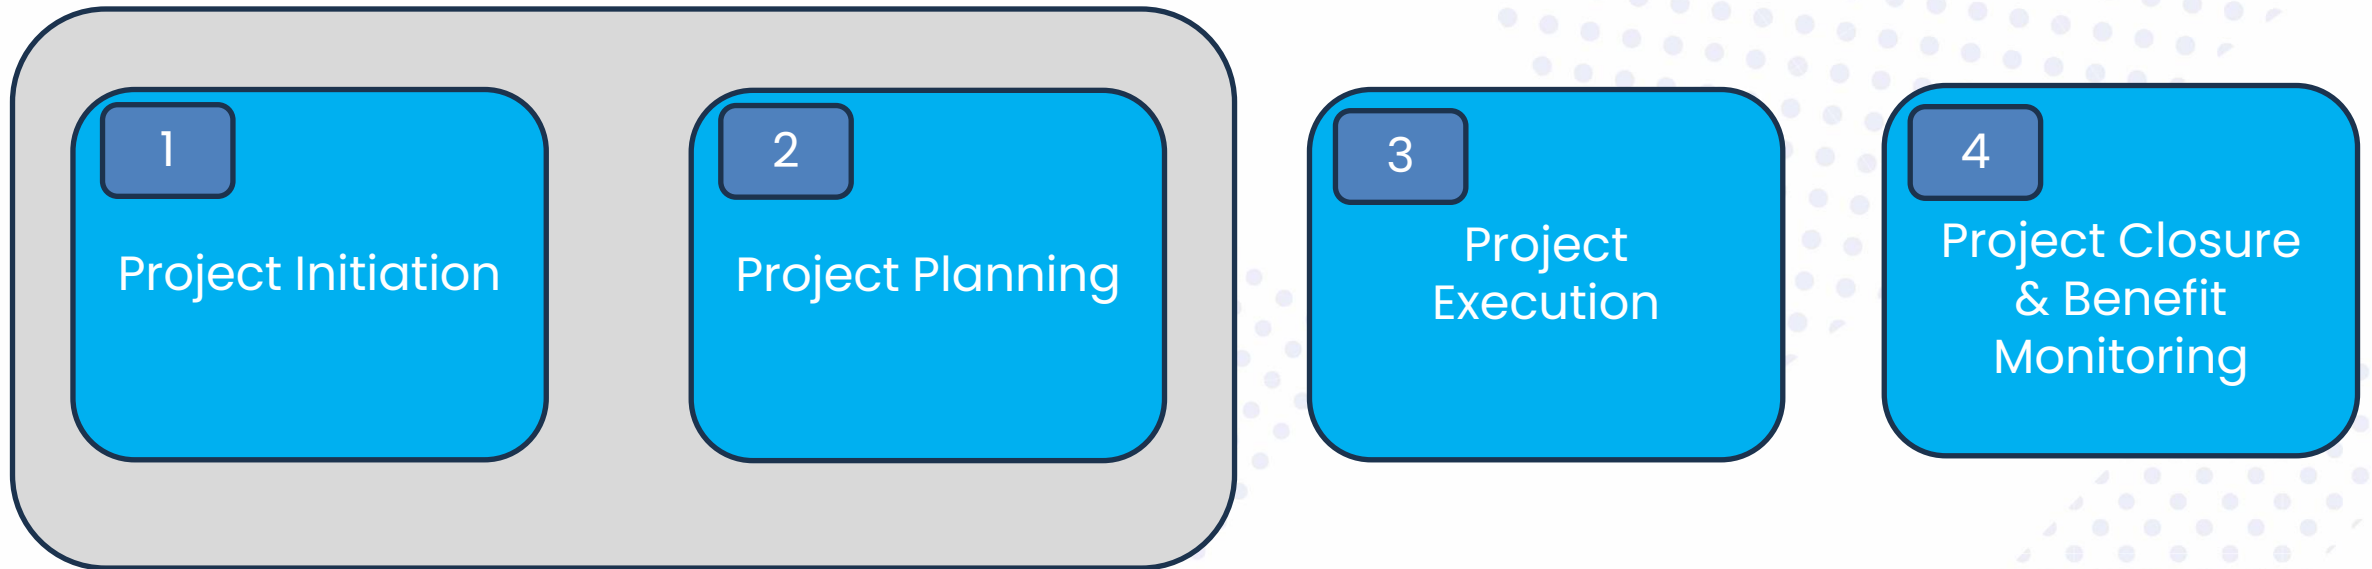 1
Project Initiation
2
Project Planning
3
Project
Execution
4
Project Closure
& Benefit
Monitoring